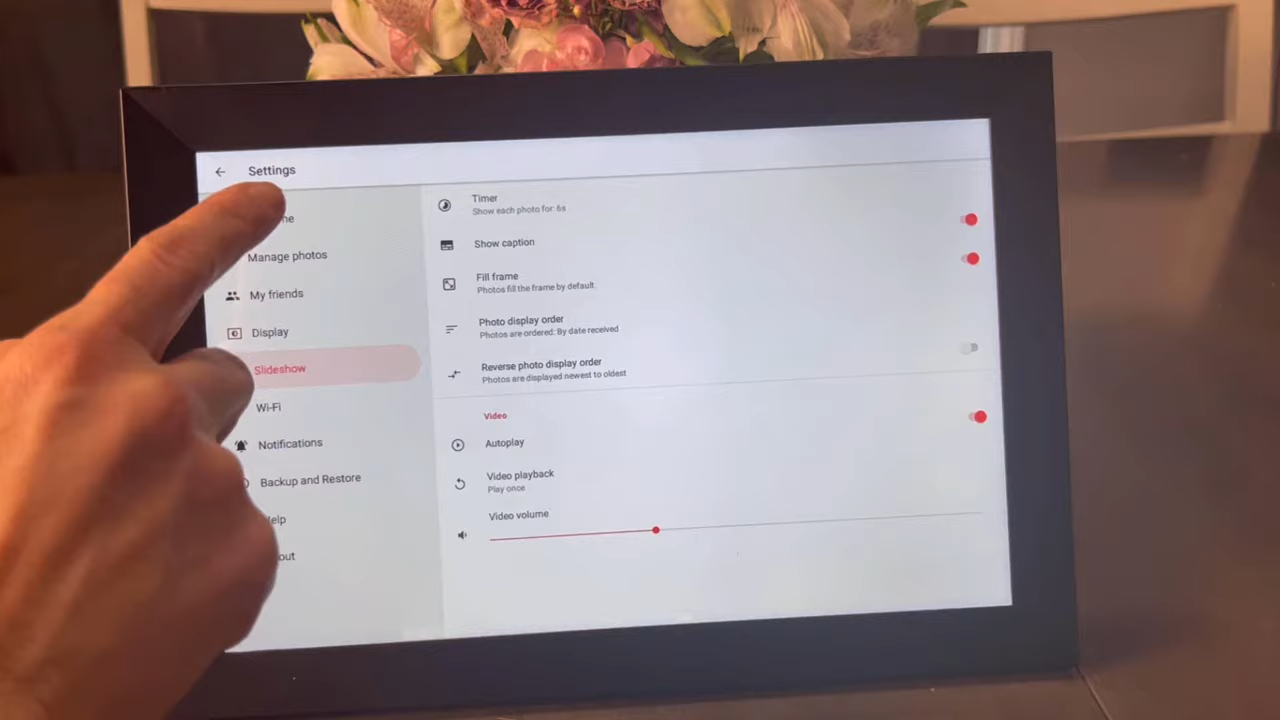 Settings
Manage photos
My friends
Display
Slideshow
Wi-Fi
Notifications
Backup and Restore
Timer
Show each photo for: 6s
Show caption
Fill frame
Photos fill the frame by default.
Photo display order
Photos are ordered: By date received
Reverse photo display order
Photos are displayed newest to oldest
Video
Autoplay
Video playback
Play once
Video volume